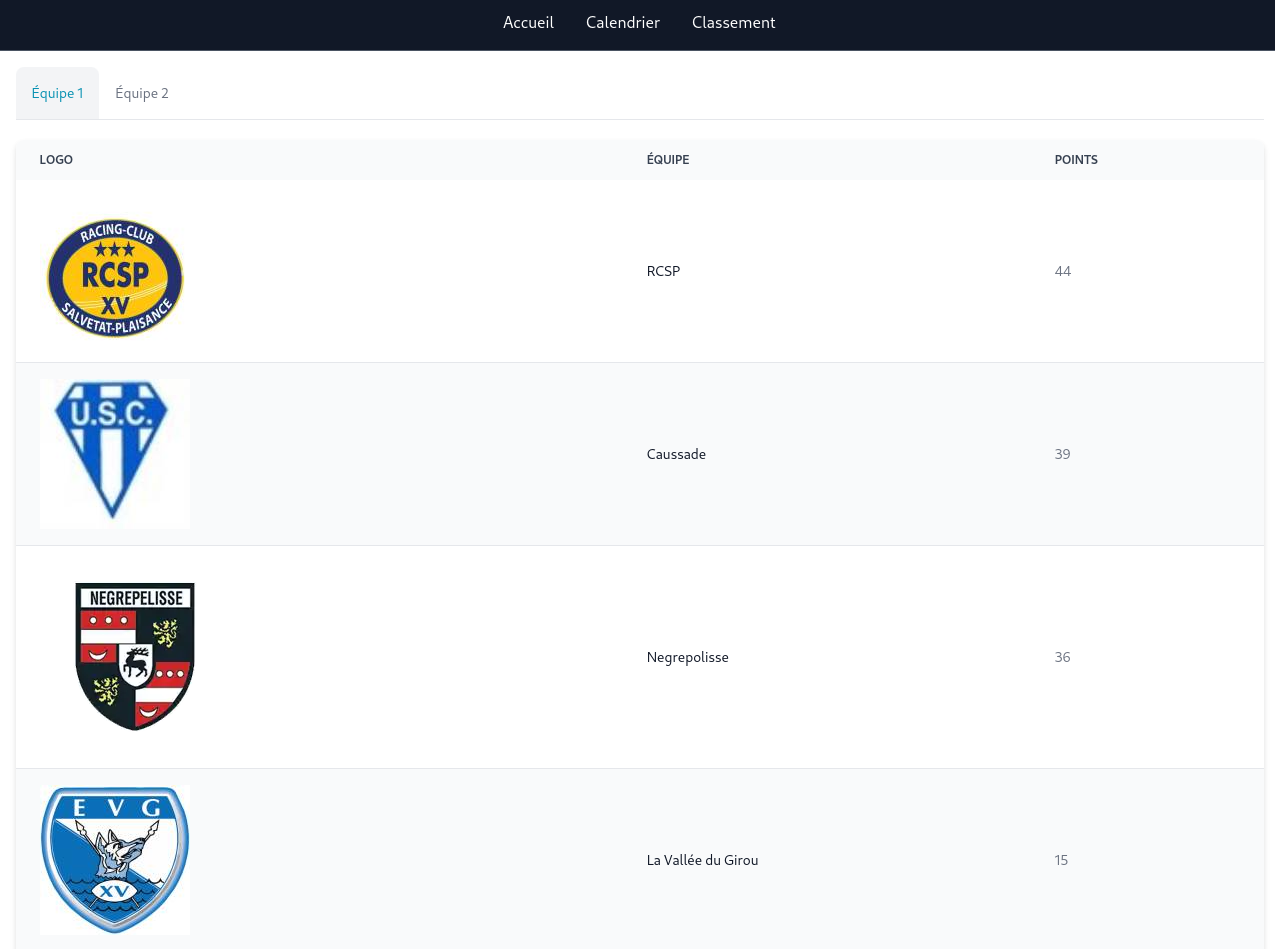 Accueil Calendrier Classement
Équipe 1 Équipe 2
LOGO ÉQUIPE POINTS
RACING-CLUB
RCSP
XV
SALVETAT-PLAISANCE
RCSP 44
U.S.C.
Caussade 39
NEGREPELISSE
Negrepolisse 36
E V G
XV
La Vallée du Girou 15